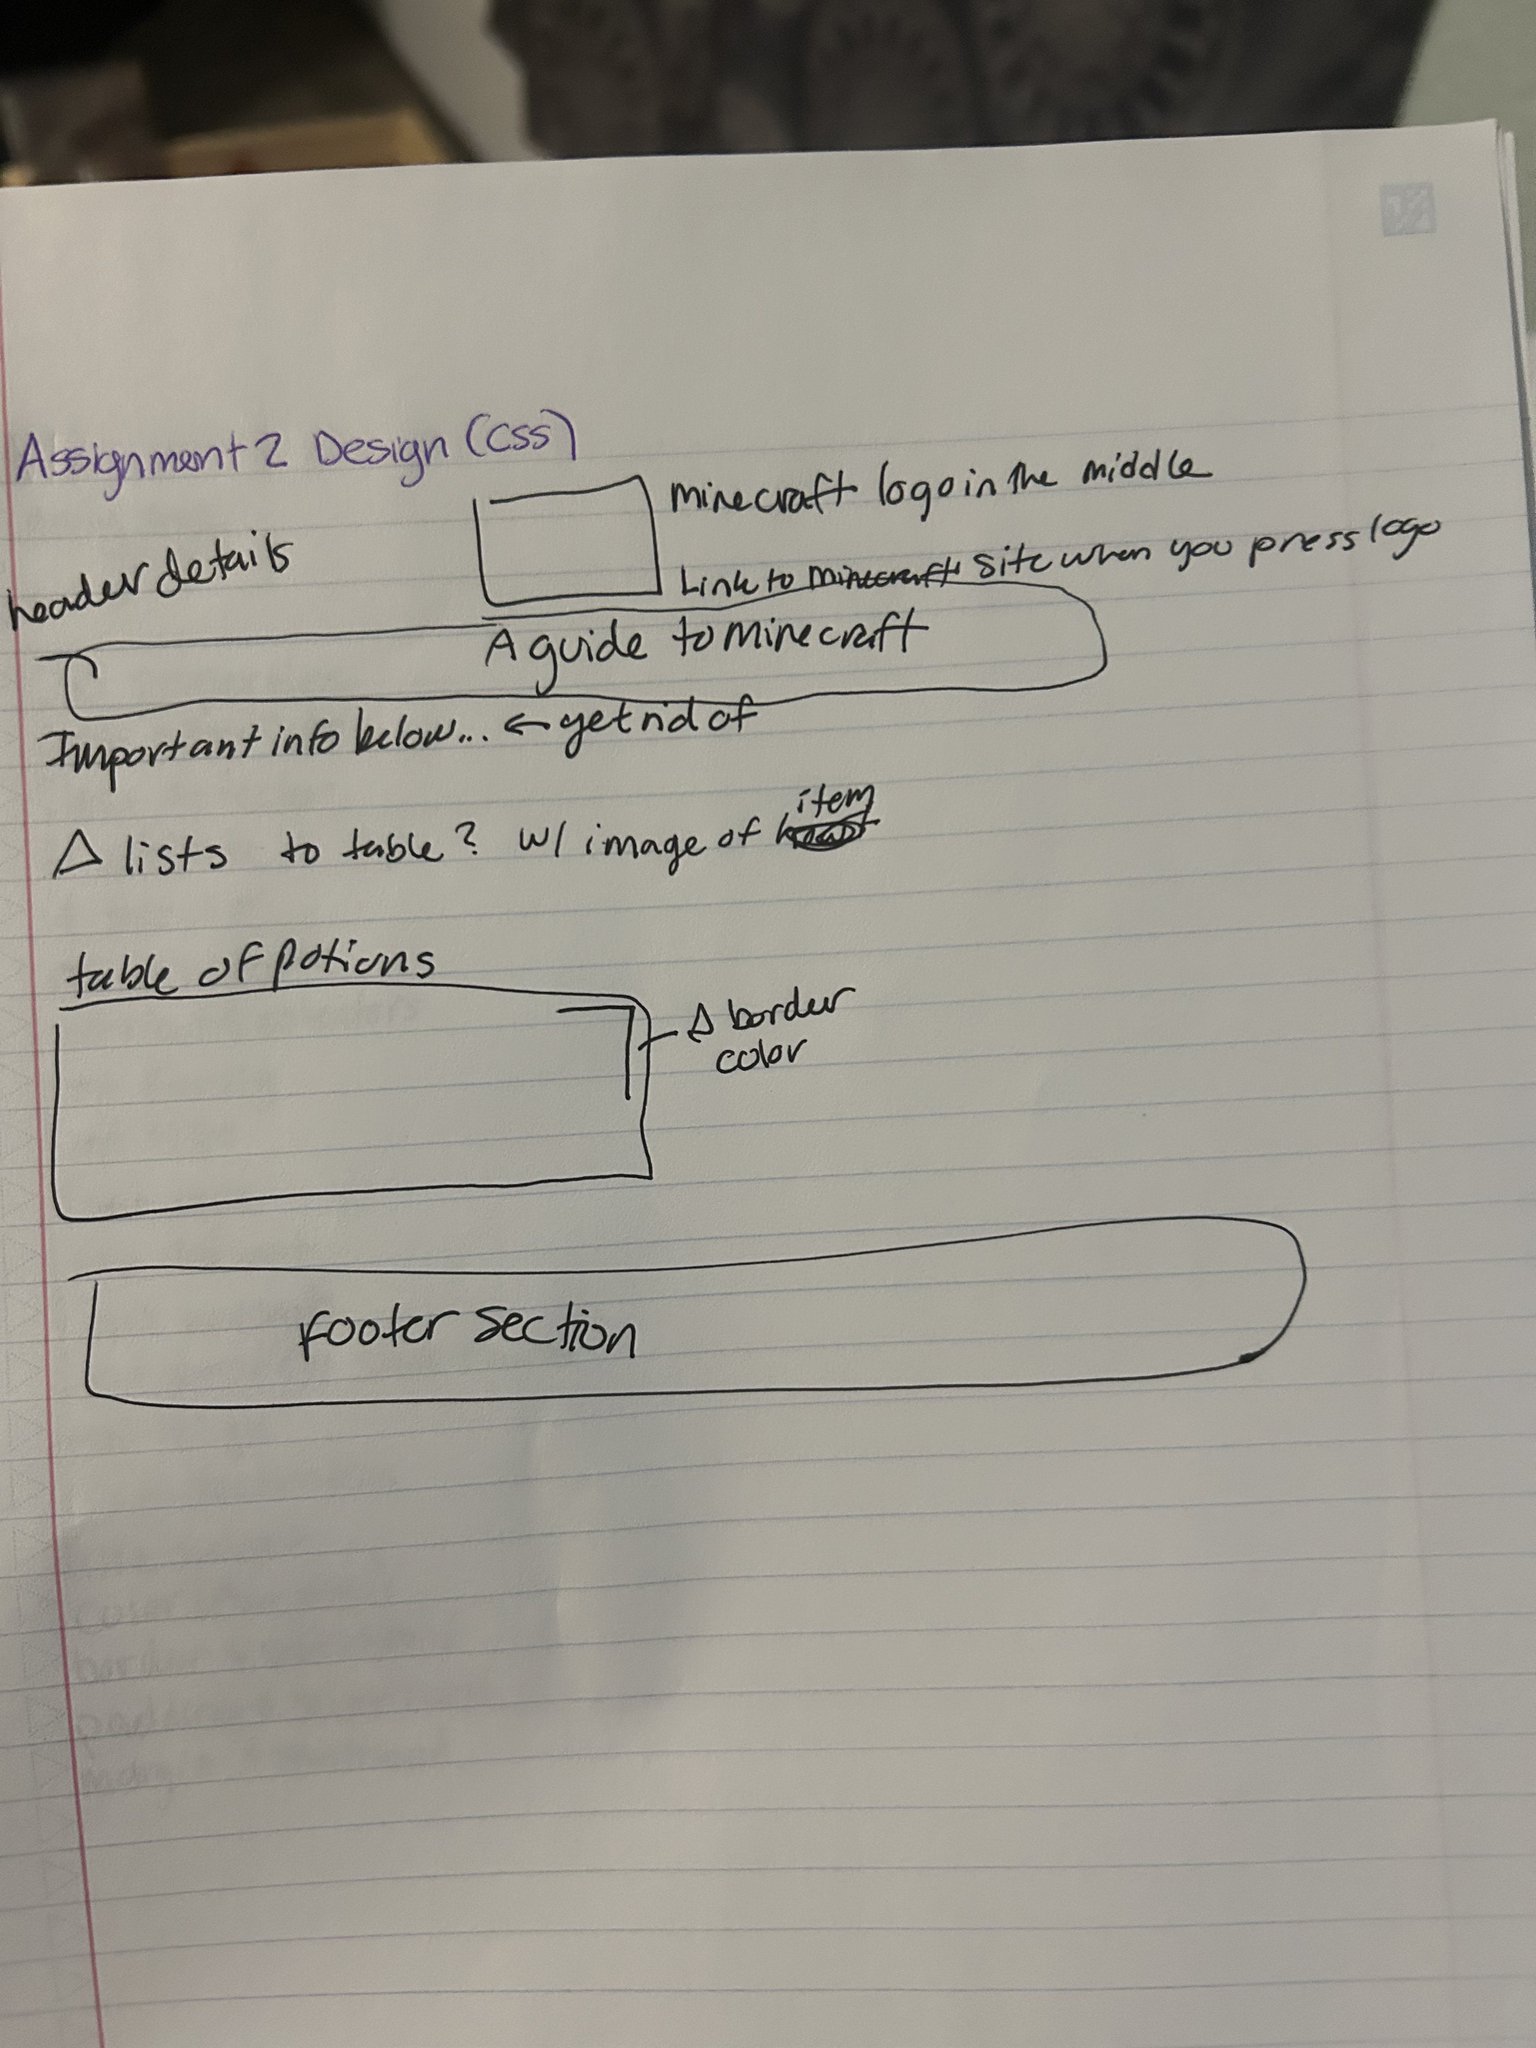 Assignment 2 Design (CSS)
minecraft logo in the middle
header details
Link to minecraft site when you press logo
A guide to minecraft
Important info below... ← get rid of
item
Δ lists to table? w/ image of
table of potions
Δ border
color
Footer section